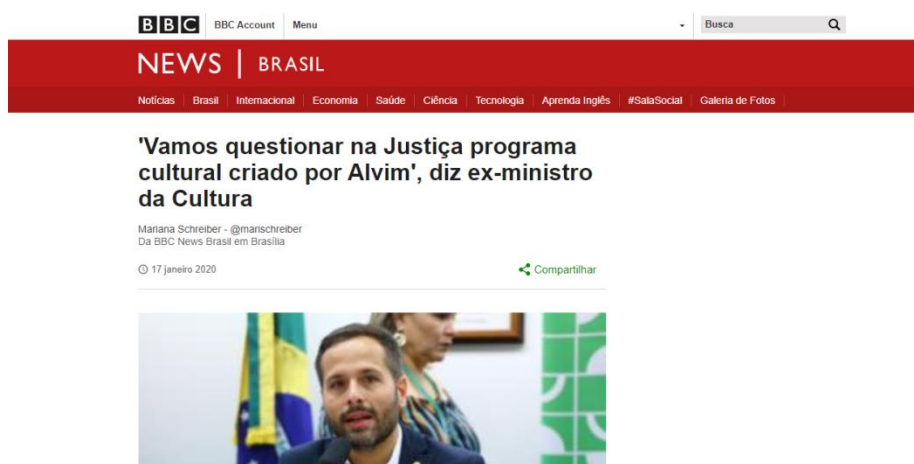 BBC BBC Account Menu Busca
NEWS | BRASIL
Notícias Brasil Internacional Economia Saúde Ciência Tecnologia Aprenda Inglês #SalaSocial Galeria de Fotos
'Vamos questionar na Justiça programa
cultural criado por Alvim', diz ex-ministro
da Cultura
Mariana Schreiber - @marischreiber
Da BBC News Brasil em Brasília
17 janeiro 2020 Compartilhar